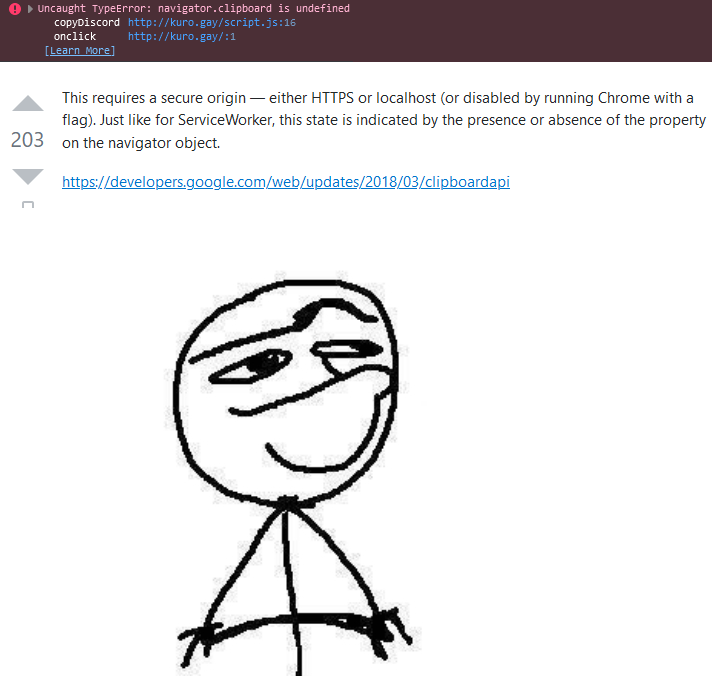 Uncaught TypeError: navigator.clipboard is undefined
copyDiscord http://kuro.gay/script.js:16
onclick http://kuro.gay/:1
[Learn More]
This requires a secure origin — either HTTPS or localhost (or disabled by running Chrome with a
203
flag). Just like for ServiceWorker, this state is indicated by the presence or absence of the property
on the navigator object.
https://developers.google.com/web/updates/2018/03/clipboardapi